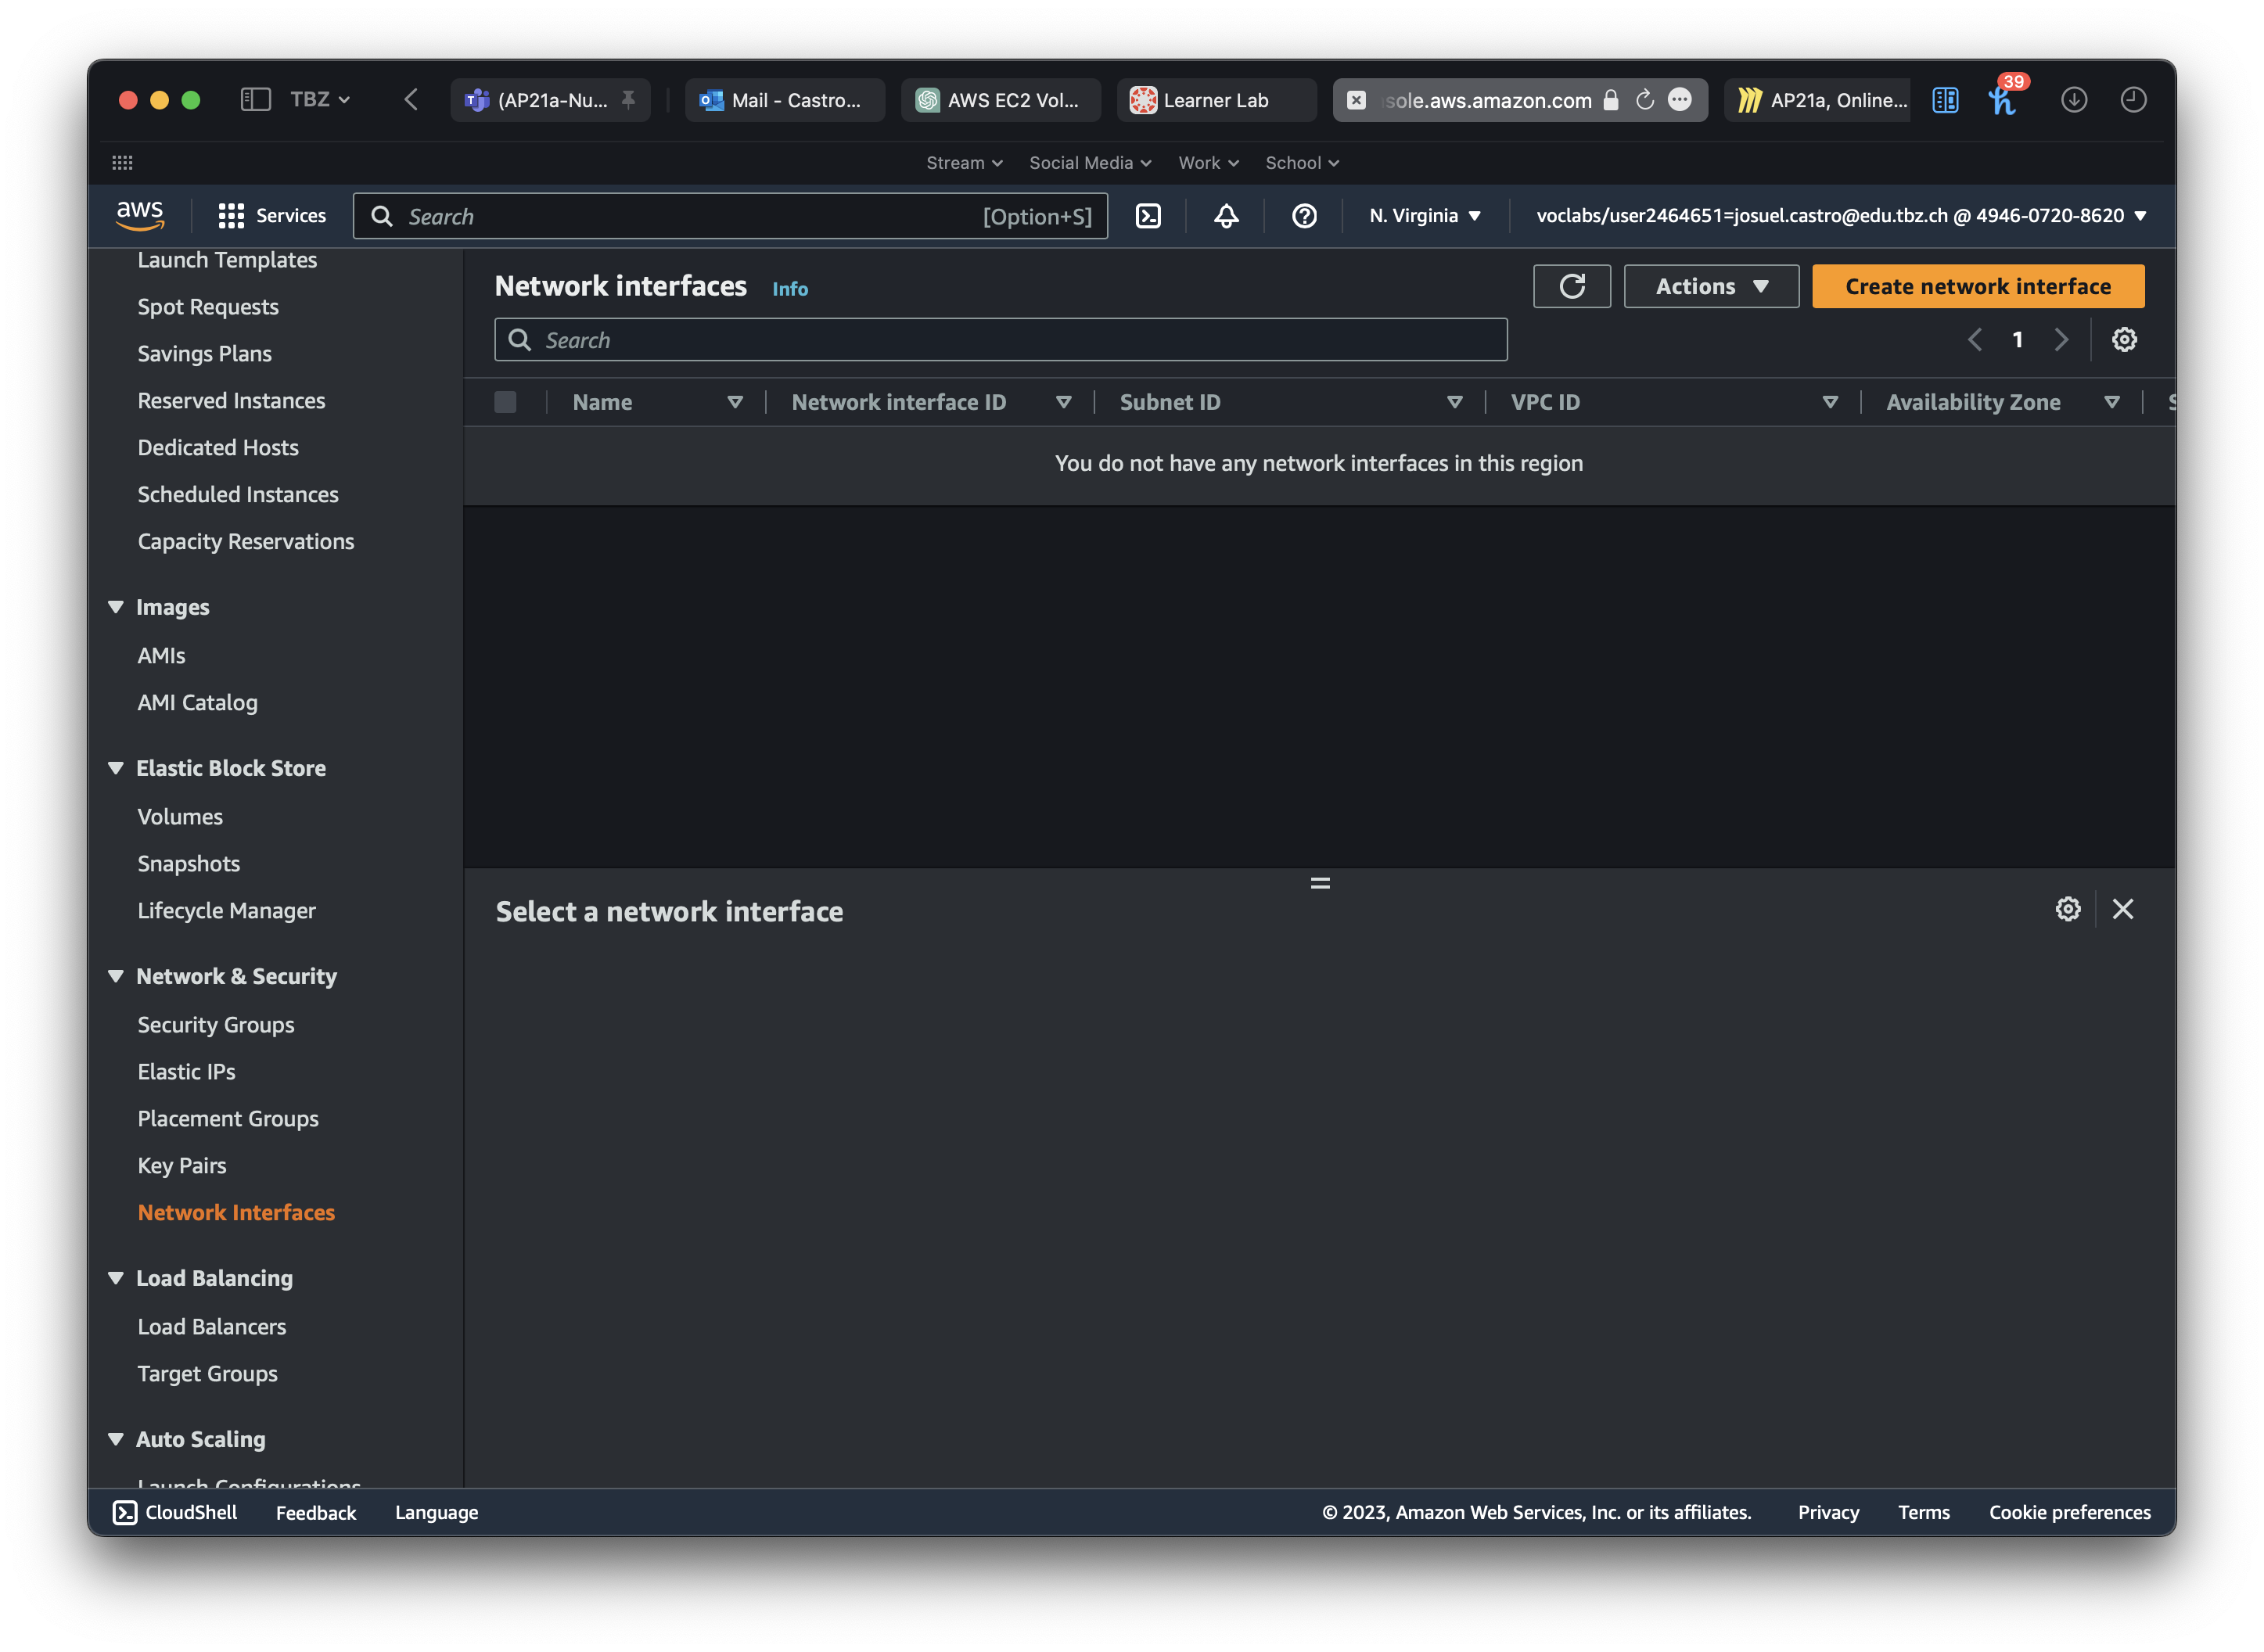 TBZ
(AP21a-Nu...
Mail - Castro...
AWS EC2 Vol...
Learner Lab
sole.aws.amazon.com
AP21a, Online...
39
Stream
Social Media
Work
School
aws
Services
Search
[Option+S]
N. Virginia
voclabs/user2464651=josuel.castro@edu.tbz.ch @ 4946-0720-8620
Launch Templates
Spot Requests
Savings Plans
Reserved Instances
Dedicated Hosts
Scheduled Instances
Capacity Reservations
Images
AMIs
AMI Catalog
Elastic Block Store
Volumes
Snapshots
Lifecycle Manager
Network & Security
Security Groups
Elastic IPs
Placement Groups
Key Pairs
Network Interfaces
Load Balancing
Load Balancers
Target Groups
Auto Scaling
Launch Configurations
Network interfaces
Info
Actions
Create network interface
Search
1
Name
Network interface ID
Subnet ID
VPC ID
Availability Zone
S
You do not have any network interfaces in this region
Select a network interface
CloudShell
Feedback
Language
© 2023, Amazon Web Services, Inc. or its affiliates.
Privacy
Terms
Cookie preferences